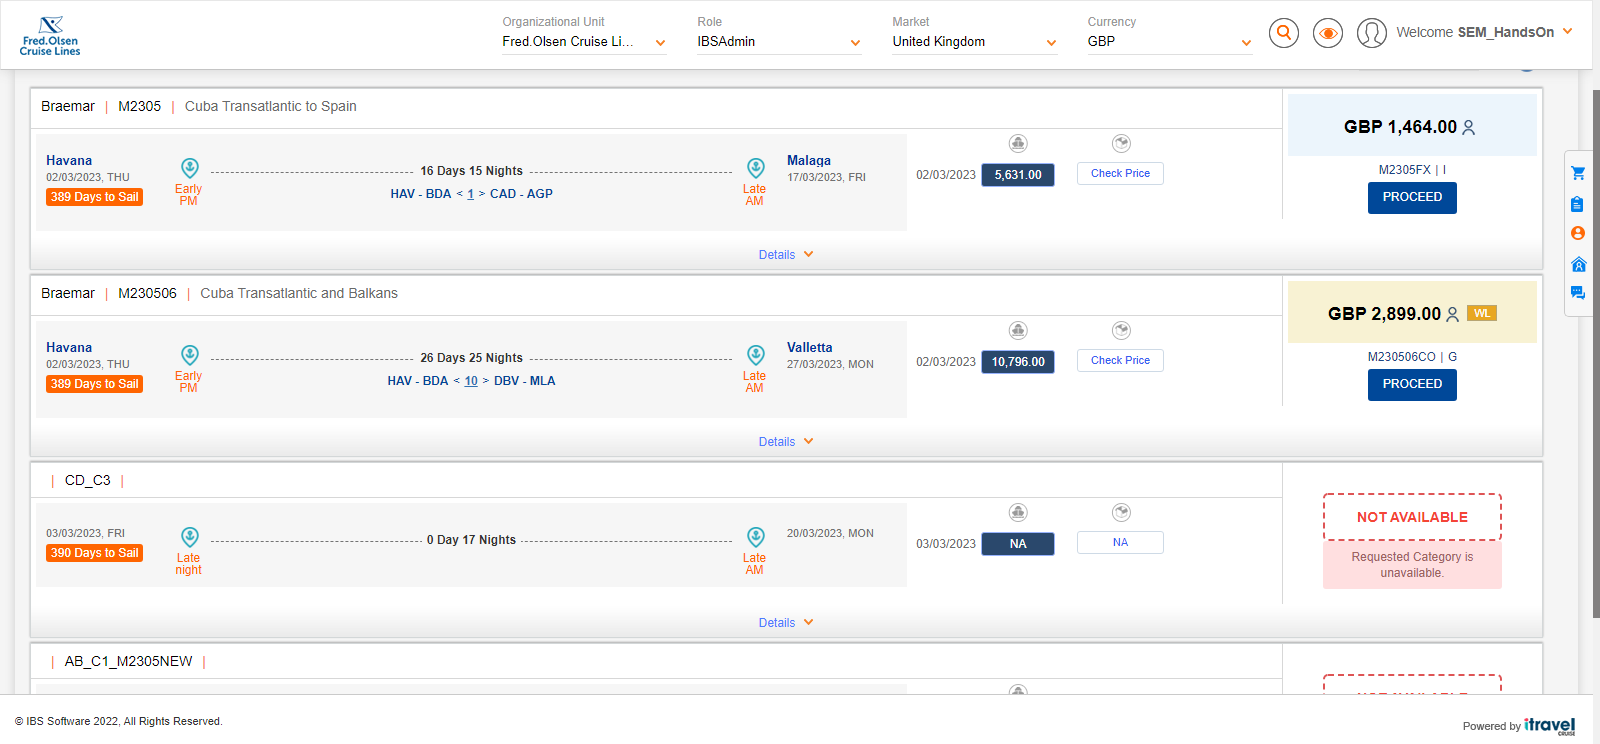 Fred.Olsen
Cruise Lines
Organizational Unit
Fred.Olsen Cruise Li...
Role
IBSAdmin
Market
United Kingdom
Currency
GBP
Welcome SEM_HandsOn
Braemar | M2305 | Cuba Transatlantic to Spain
Havana
02/03/2023, THU
389 Days to Sail
Early
PM
16 Days 15 Nights
HAV - BDA < 1 > CAD - AGP
Late
AM
Malaga
17/03/2023, FRI
02/03/2023
5,631.00
Check Price
GBP 1,464.00
M2305FX | I
PROCEED
Details
Braemar | M230506 | Cuba Transatlantic and Balkans
Havana
02/03/2023, THU
389 Days to Sail
Early
PM
26 Days 25 Nights
HAV - BDA < 10 > DBV - MLA
Late
AM
Valletta
27/03/2023, MON
02/03/2023
10,796.00
Check Price
GBP 2,899.00 WL
M230506CO | G
PROCEED
Details
| CD_C3 |
03/03/2023, FRI
390 Days to Sail
Late
night
0 Day 17 Nights
Late
AM
20/03/2023, MON
03/03/2023
NA
NA
NOT AVAILABLE
Requested Category is
unavailable.
Details
| AB_C1_M2305NEW |
© IBS Software 2022, All Rights Reserved.
Powered by itravel
CRUISE